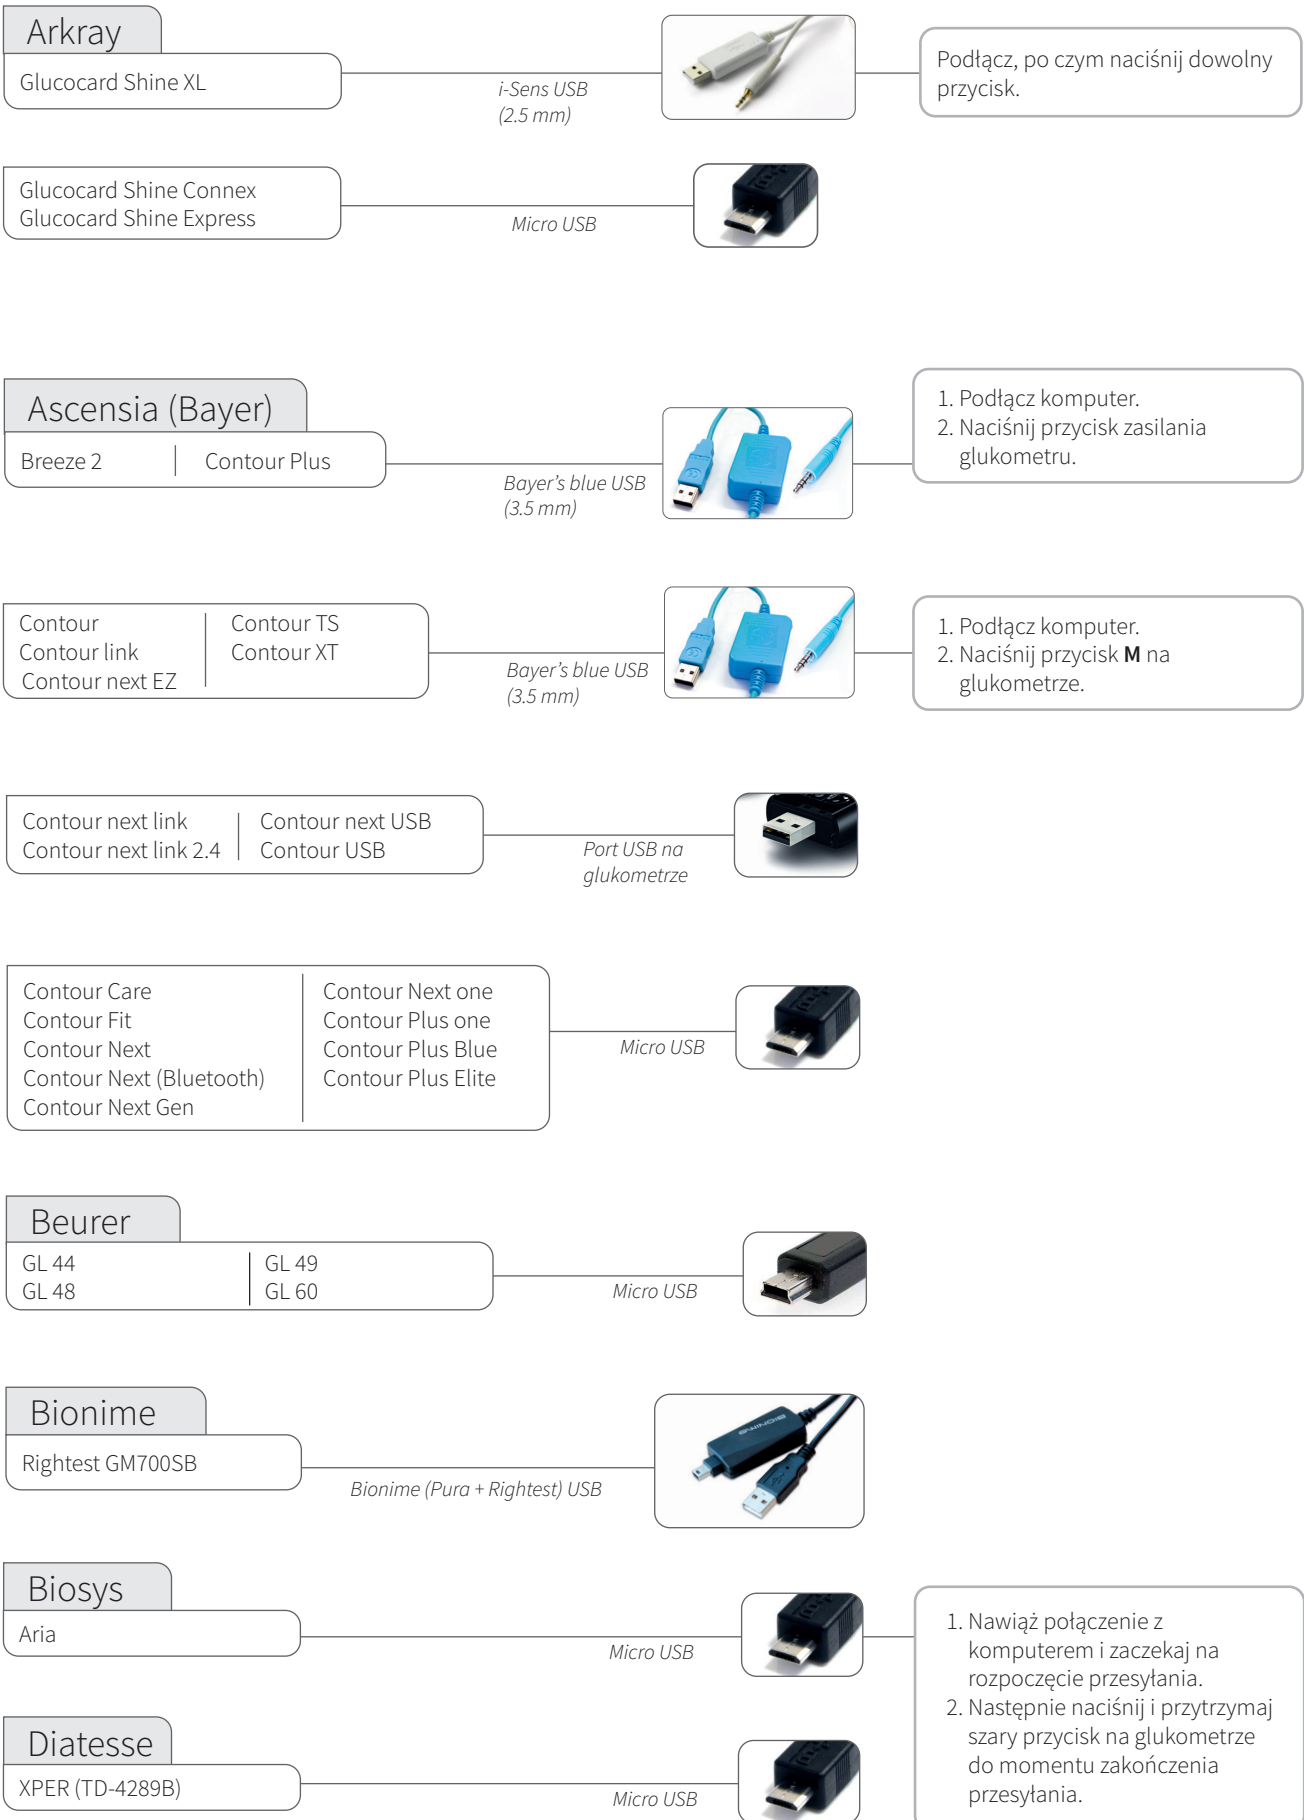 Arkray
Glucocard Shine XL
i-Sens USB
(2.5 mm)
Podłącz, po czym naciśnij dowolny
przycisk.
Glucocard Shine Connex
Glucocard Shine Express
Micro USB
Ascensia (Bayer)
Breeze 2
Contour Plus
Bayer's blue USB
(3.5 mm)
1. Podłącz komputer.
2. Naciśnij przycisk zasilania
glukometru.
Contour
Contour link
Contour next EZ
Contour TS
Contour XT
Bayer's blue USB
(3.5 mm)
1. Podłącz komputer.
2. Naciśnij przycisk M na
glukometrze.
Contour next link
Contour next link 2.4
Contour next USB
Contour USB
Port USB na
glukometrze
Contour Care
Contour Fit
Contour Next
Contour Next (Bluetooth)
Contour Next Gen
Contour Next one
Contour Plus one
Contour Plus Blue
Contour Plus Elite
Micro USB
Beurer
GL 44
GL 48
GL 49
GL 60
Micro USB
Bionime
Rightest GM700SB
Bionime (Pura + Rightest) USB
BIONIME
Biosys
Aria
Micro USB
1. Nawiąż połączenie z
komputerem i zaczekaj na
rozpoczęcie przesyłania.
2. Następnie naciśnij i przytrzymaj
szary przycisk na glukometrze
do momentu zakończenia
przesyłania.
Diatesse
XPER (TD-4289B)
Micro USB